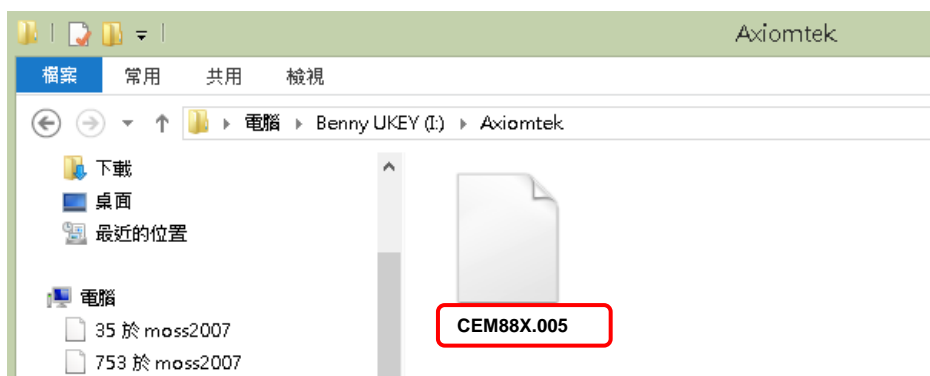 Axiomtek
檔案 常用 共用 檢視
電腦 Benny UKEY (I:) Axiomtek
下載
桌面
最近的位置
電腦
35 於 moss2007
753 於 moss2007
CEM88X.005